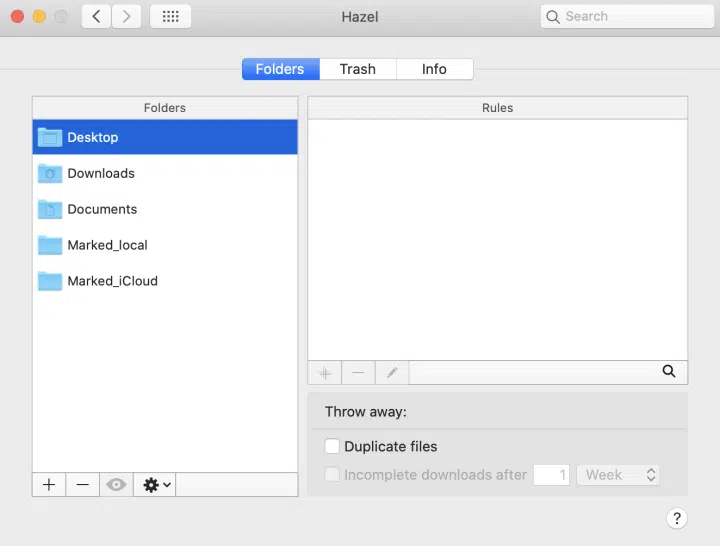 Hazel
Search
Folders
Trash
Info
Folders
Desktop
Downloads
Documents
Marked_local
Marked_iCloud
Rules
Throw away:
Duplicate files
Incomplete downloads after 1 Week
?